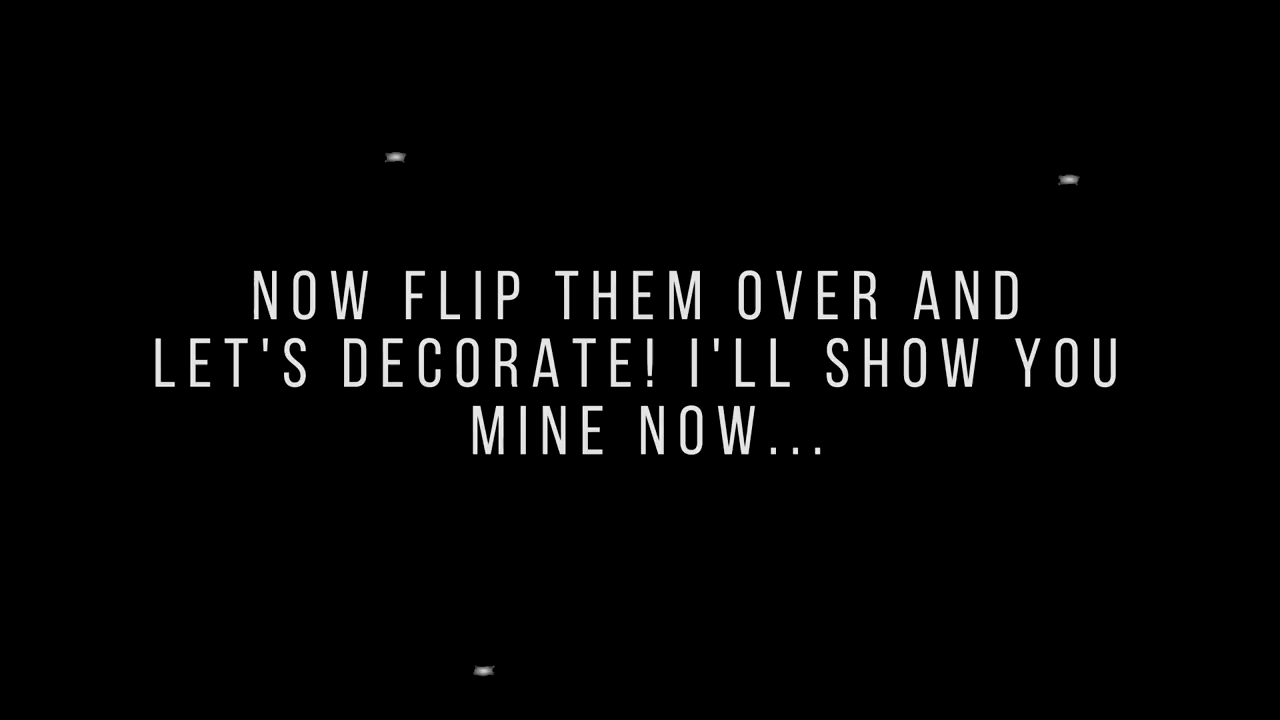 NOW FLIP THEM OVER AND
LET'S DECORATE! I'LL SHOW YOU
MINE NOW...